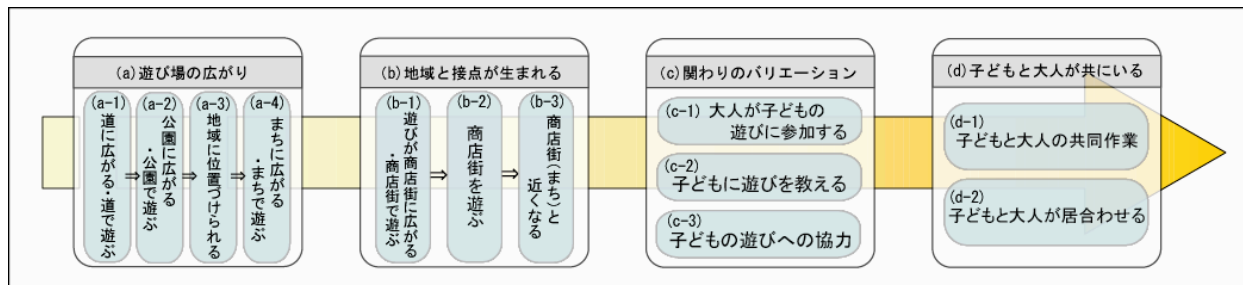 (a)遊び場の広がり
(a-1)
道に広がる・道で遊ぶ
⇒
(a-2)
公園に広がる
・公園で遊ぶ
⇒
(a-3)
地域に位置づけられる
⇒
(a-4)
まちに広がる
・まちで遊ぶ
(b)地域と接点が生まれる
(b-1)
遊びが商店街に広がる
・商店街で遊ぶ
⇒
(b-2)
商店街を遊ぶ
⇒
(b-3)
商店街(まち)と
近くなる
(c)関わりのバリエーション
(c-1) 大人が子どもの
遊びに参加する
(c-2)
子どもに遊びを教える
(c-3)
子どもの遊びへの協力
(d)子どもと大人が共にいる
(d-1)
子どもと大人の共同作業
(d-2)
子どもと大人が居合わせる